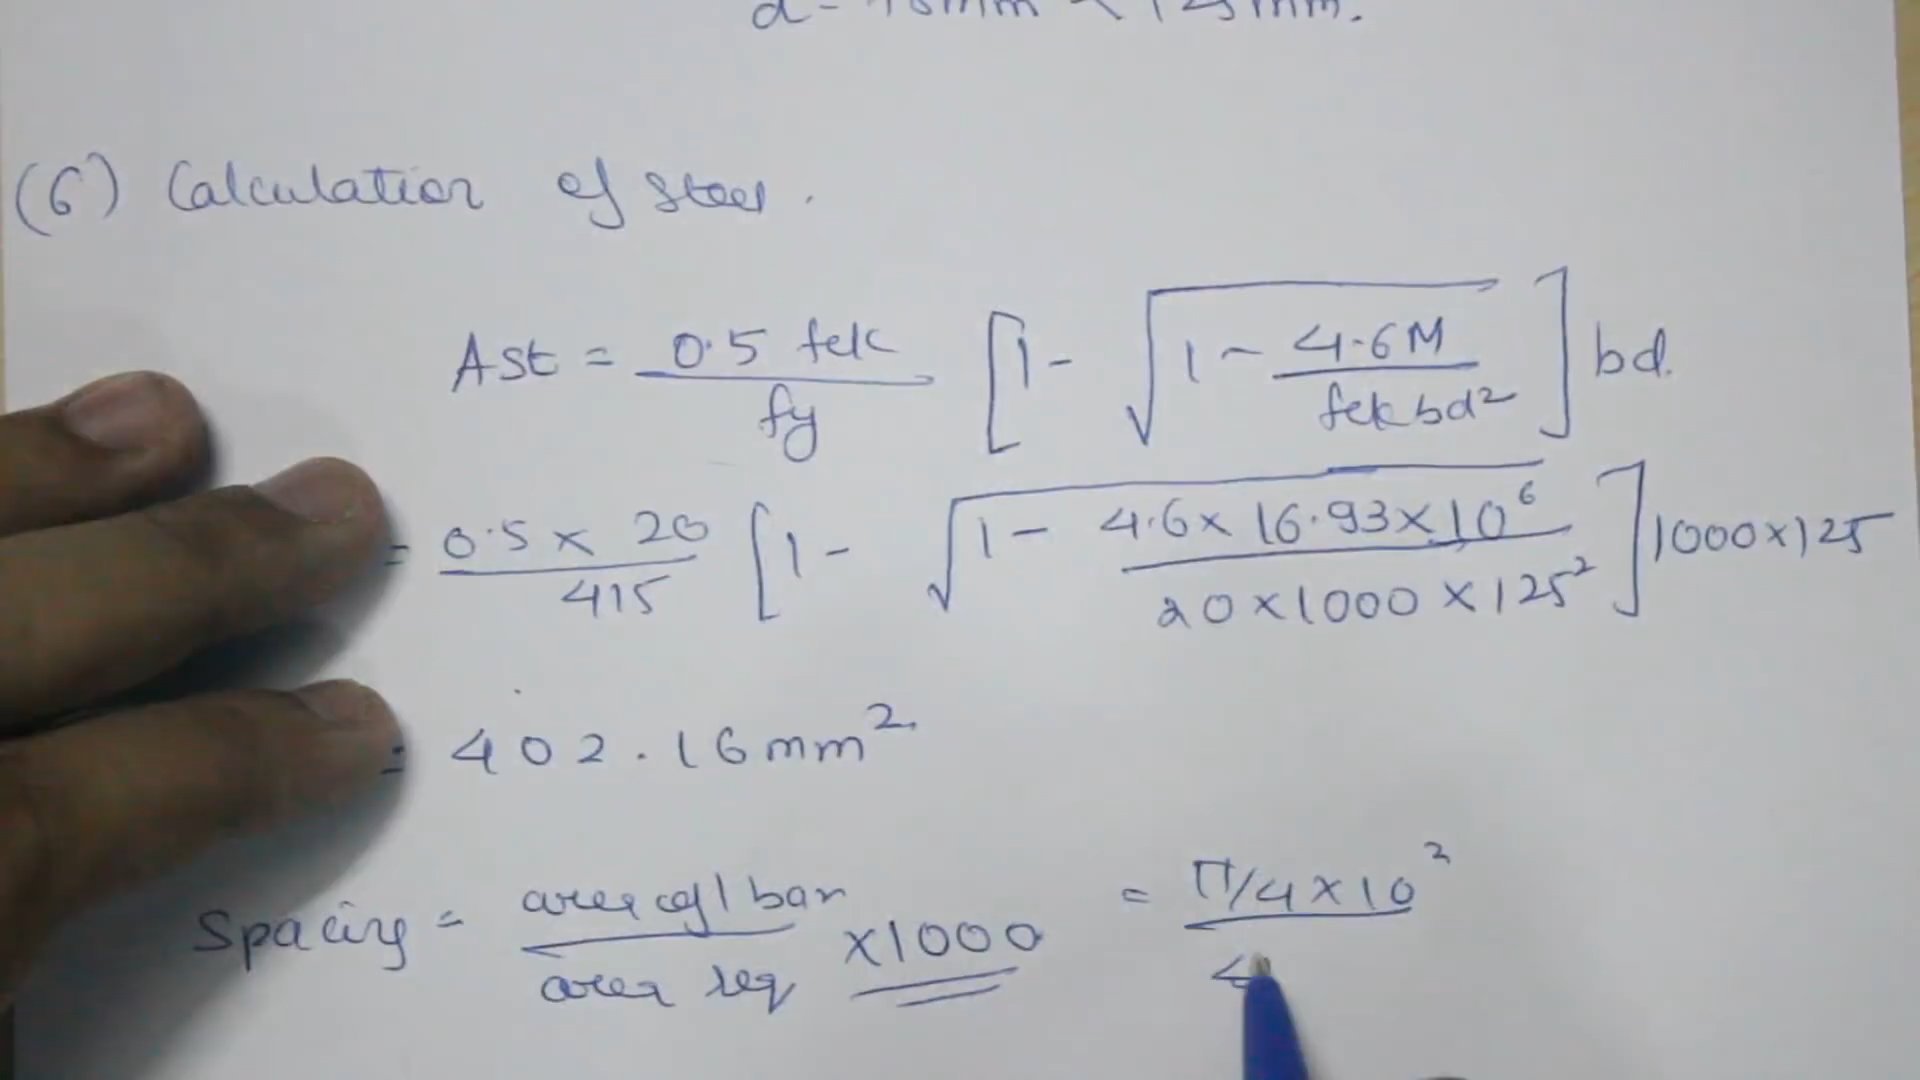 (6) Calculation of steel.
Ast = 0.5 fck / fy [1 - √(1 - 4.6M / fck bd²)] bd.
= 0.5 x 20 / 415 [1 - √(1 - 4.6 x 16.93 x 10⁶ / 20 x 1000 x 125²)] 1000 x 125
= 402.16 mm².
Spacing = area of 1 bar / area req x 1000 = π/4 x 10² / 4